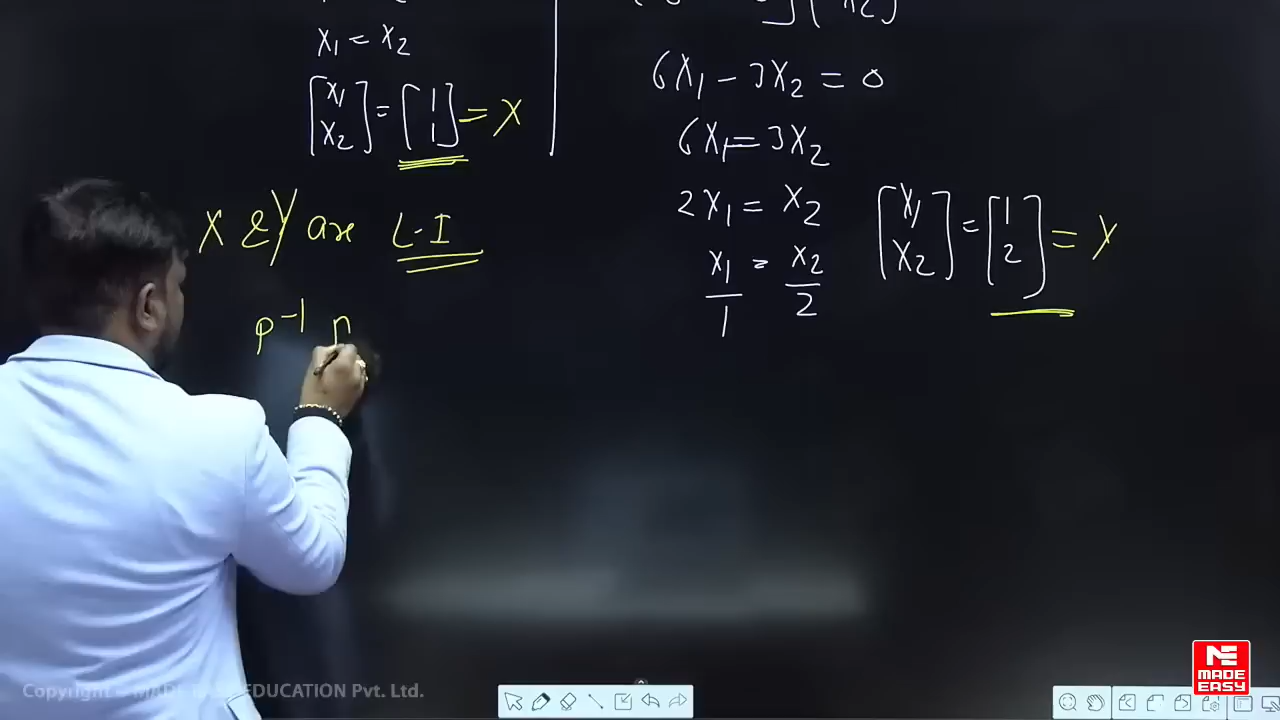 x₁ = x₂
[x₁ x₂] = [1 1] = X
X & Y are L.I
p⁻¹ n
6x₁ - 3x₂ = 0
6x₁ = 3x₂
2x₁ = x₂
x₁/1 = x₂/2
[x₁ x₂] = [1 2] = Y
MADE EASY
Copyright – MADE EASY EDUCATION Pvt. Ltd.